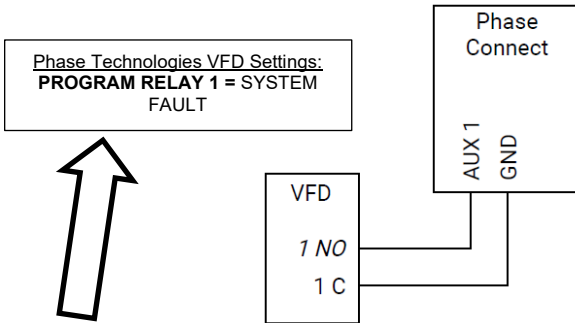 Phase Technologies VFD Settings:
PROGRAM RELAY 1 = SYSTEM
FAULT
Phase
Connect
AUX 1
GND
VFD
1 NO
1 C